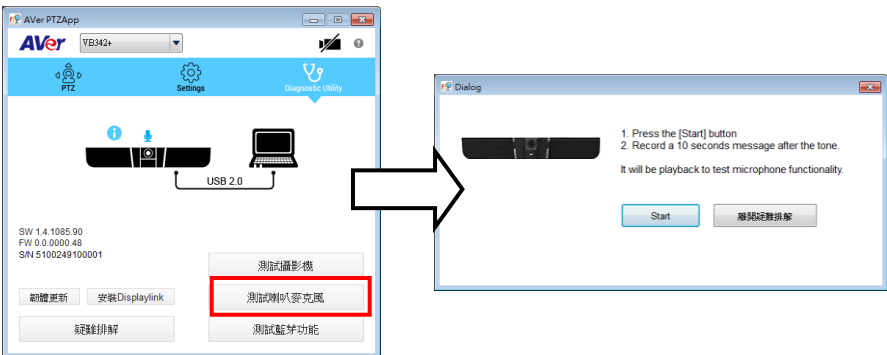 AVer PTZApp
AVer
VB342+
PTZ
Settings
Diagnostic Utility
USB 2.0
SW 1.4.1085.90
FW 0.0.0000.48
S/N 5100249100001
測試攝影機
韌體更新
安裝Displaylink
測試喇叭麥克風
疑難排解
測試藍芽功能
Dialog
1. Press the [Start] button
2. Record a 10 seconds message after the tone.
It will be playback to test microphone functionality.
Start
離開疑難排解